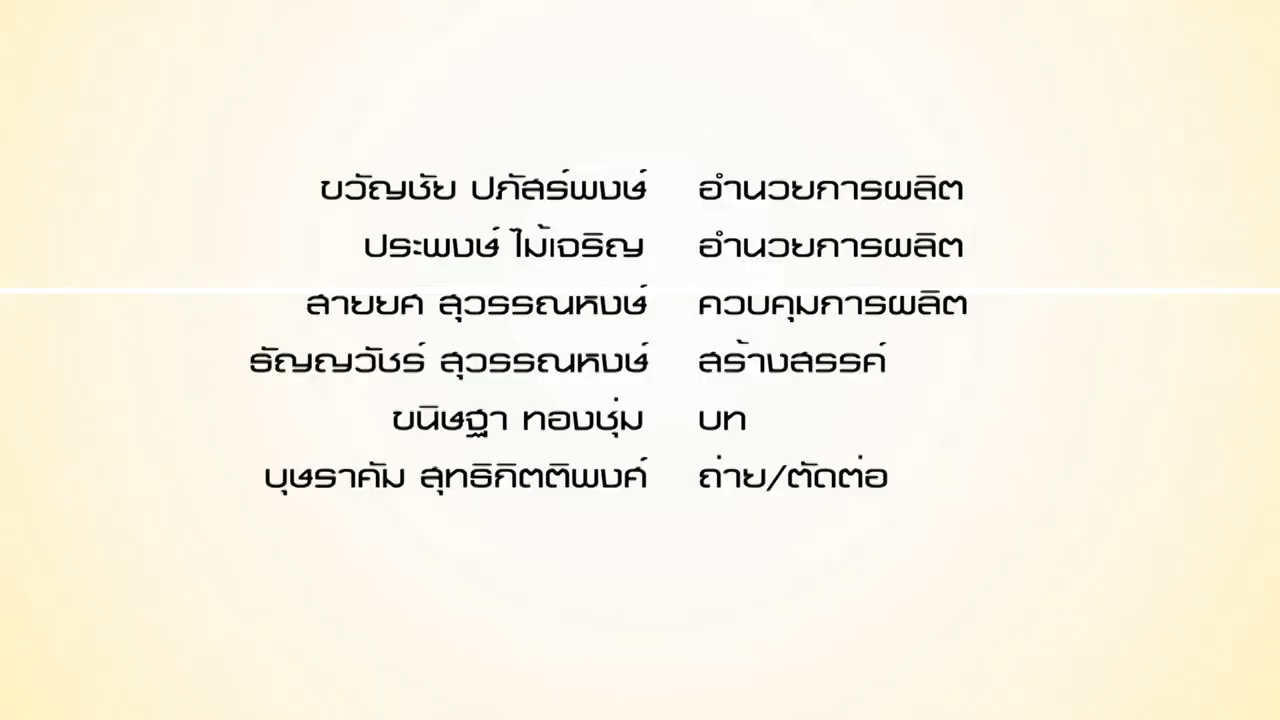 ขวัญชัย ปภัสร์พงษ์ อำนวยการผลิต
ประพงษ์ ไม้เจริญ อำนวยการผลิต
สายยศ สุวรรณหงษ์ ควบคุมการผลิต
ธัญญวัชร์ สุวรรณหงษ์ สร้างสรรค์
ขนิษฐา ทองชุ่ม บท
บุษราคัม สุทธิกิตติพงศ์ ถ่าย/ตัดต่อ